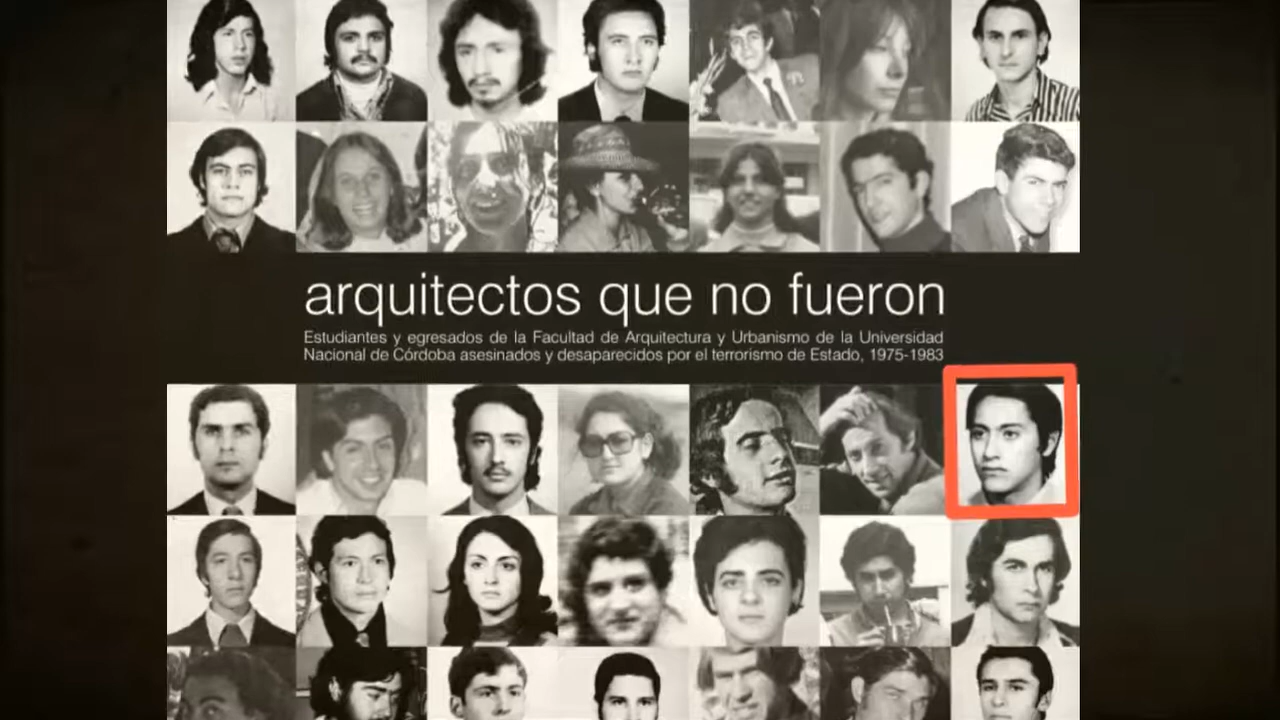 arquitectos que no fueron
Estudiantes y egresados de la Facultad de Arquitectura y Urbanismo de la Universidad
Nacional de Córdoba asesinados y desaparecidos por el terrorismo de Estado, 1975-1983